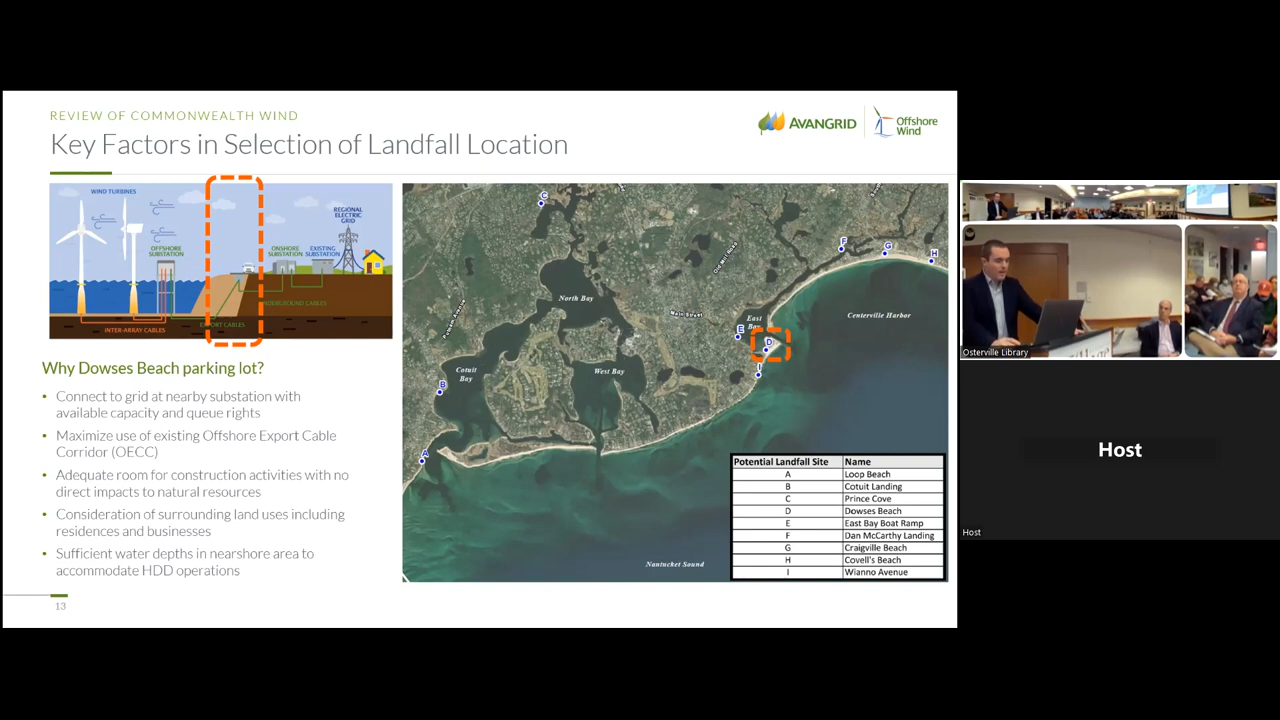 REVIEW OF COMMONWEALTH WIND
Key Factors in Selection of Landfall Location
AVANGRID
Offshore
Wind
WIND TURBINES
OFFSHORE
SUBSTATION
ONSHORE
SUBSTATION
EXISTING
SUBSTATION
REGIONAL
ELECTRIC
GRID
UNDERGROUND CABLES
EXPORT CABLES
INTER-ARRAY CABLES
Why Dowses Beach parking lot?
• Connect to grid at nearby substation with
available capacity and queue rights
• Maximize use of existing Offshore Export Cable
Corridor (OECC)
• Adequate room for construction activities with no
direct impacts to natural resources
• Consideration of surrounding land uses including
residences and businesses
• Sufficient water depths in nearshore area to
accommodate HDD operations
13
C
F
G
H
North Bay
Old Mill Road
Main Street
East
Bay
Centerville Harbor
E
D
I
Cotuit
Bay
West Bay
B
A
Nantucket Sound
Potential Landfall Site Name
A Loop Beach
B Cotuit Landing
C Prince Cove
D Dowses Beach
E East Bay Boat Ramp
F Dan McCarthy Landing
G Craigville Beach
H Covell's Beach
I Wianno Avenue
Osterville Library
Host
Host